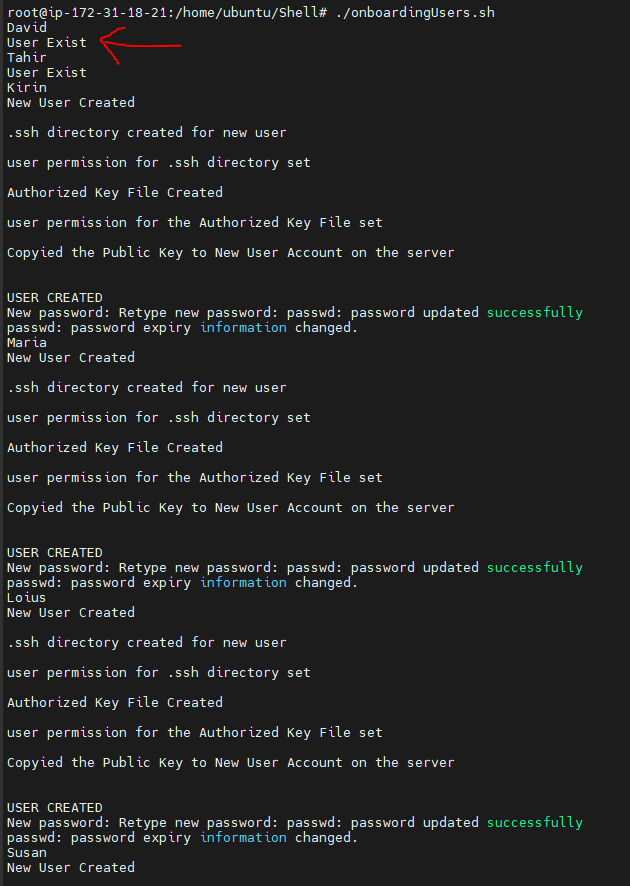 root@ip-172-31-18-21:/home/ubuntu/Shell# ./onboardingUsers.sh
David
User Exist
Tahir
User Exist
Kirin
New User Created
.ssh directory created for new user
user permission for .ssh directory set
Authorized Key File Created
user permission for the Authorized Key File set
Copyied the Public Key to New User Account on the server
USER CREATED
New password: Retype new password: passwd: password updated successfully
passwd: password expiry information changed.
Maria
New User Created
.ssh directory created for new user
user permission for .ssh directory set
Authorized Key File Created
user permission for the Authorized Key File set
Copyied the Public Key to New User Account on the server
USER CREATED
New password: Retype new password: passwd: password updated successfully
passwd: password expiry information changed.
Loius
New User Created
.ssh directory created for new user
user permission for .ssh directory set
Authorized Key File Created
user permission for the Authorized Key File set
Copyied the Public Key to New User Account on the server
USER CREATED
New password: Retype new password: passwd: password updated successfully
passwd: password expiry information changed.
Susan
New User Created